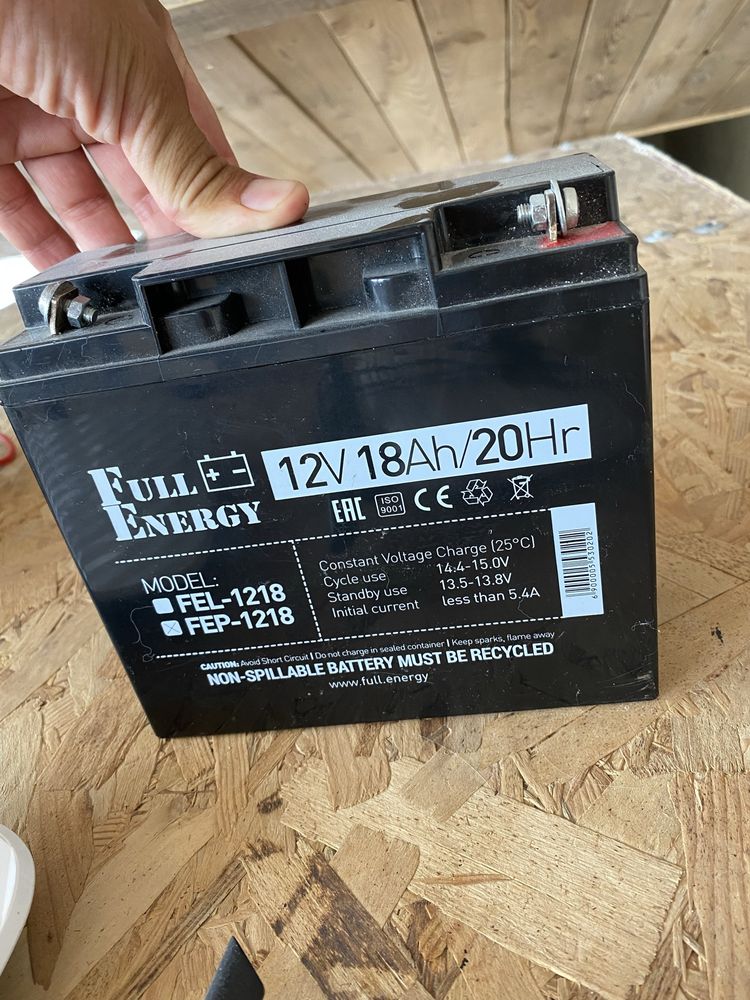 FULL ENERGY
+ -
12V 18Ah/20Hr
EAC ISO 9001 CE
MODEL:
FEL-1218
FEP-1218
Constant Voltage Charge (25°C)
Cycle use 14.4-15.0V
Standby use 13.5-13.8V
Initial current less than 5.4A
6 900005 530202
CAUTION: Avoid Short Circuit | Do not charge in sealed container | Keep sparks, flame away
NON-SPILLABLE BATTERY MUST BE RECYCLED
www.full.energy